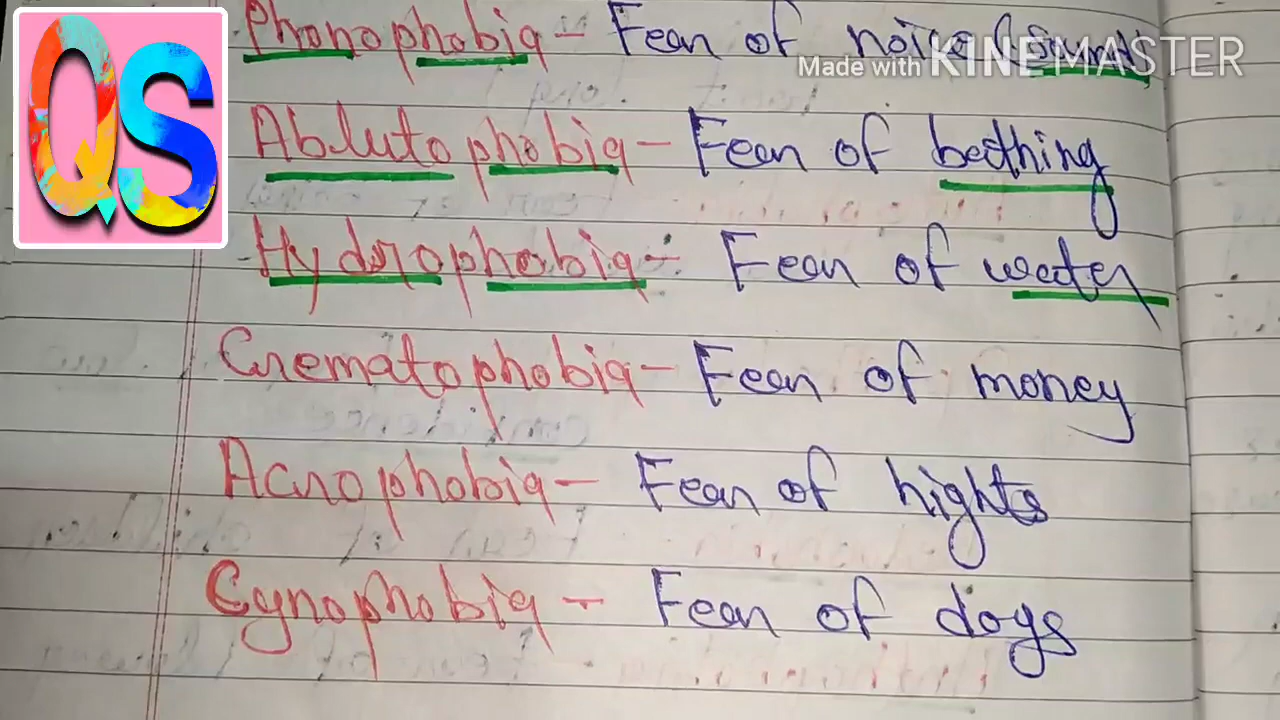 QS
Phonophobia - Fear of noise (sound)
Made with KINEMASTER
Ablutophobia - Fear of bathing
Hydrophobia - Fear of water
Crematophobia - Fear of money
Acrophobia - Fear of hights
Cynophobia - Fear of dogs